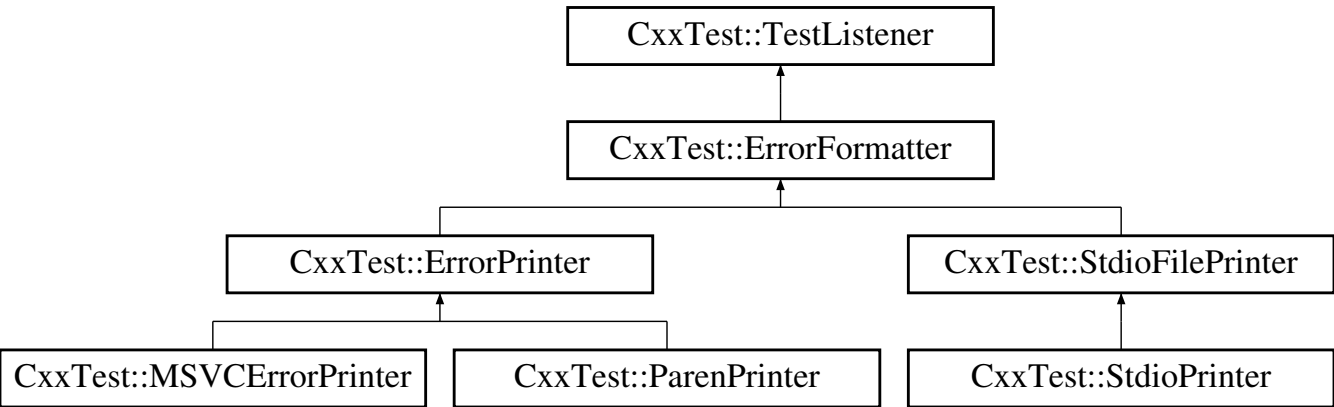 CxxTest::TestListener
CxxTest::ErrorFormatter
CxxTest::ErrorPrinter
CxxTest::StdioFilePrinter
CxxTest::MSVCErrorPrinter
CxxTest::ParenPrinter
CxxTest::StdioPrinter